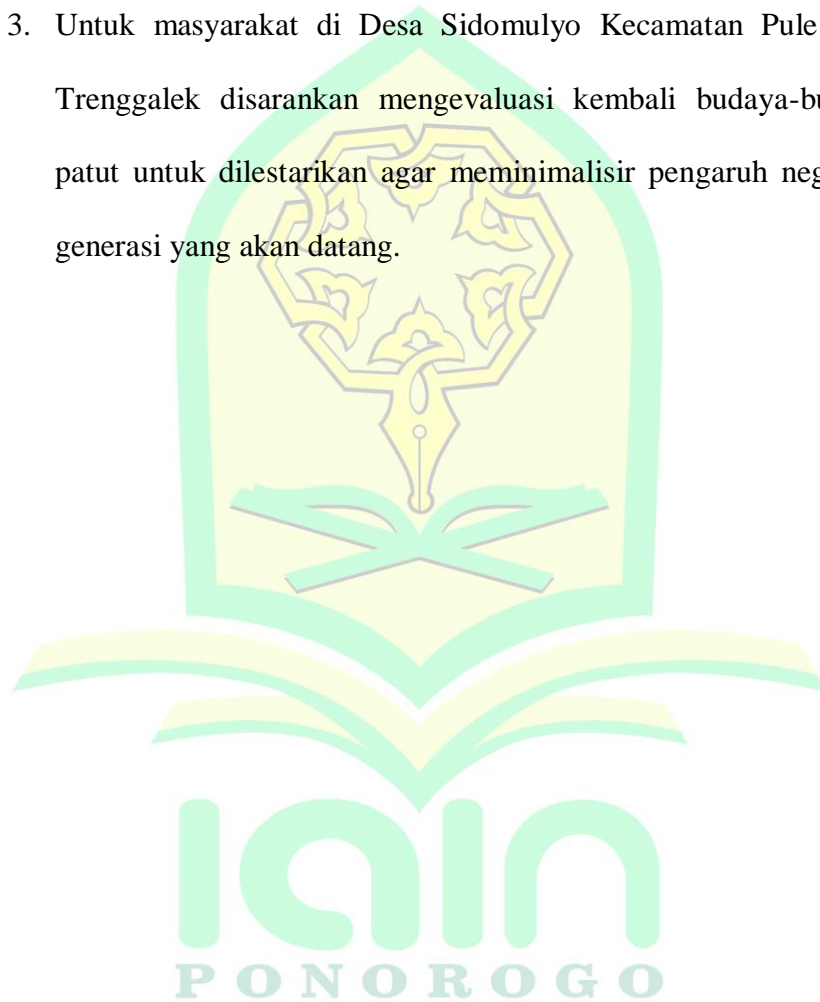 3. Untuk masyarakat di Desa Sidomulyo Kecamatan Pule
Trenggalek disarankan mengevaluasi kembali budaya-bu
patut untuk dilestarikan agar meminimalisir pengaruh neg
generasi yang akan datang.
iain
PONOROGO